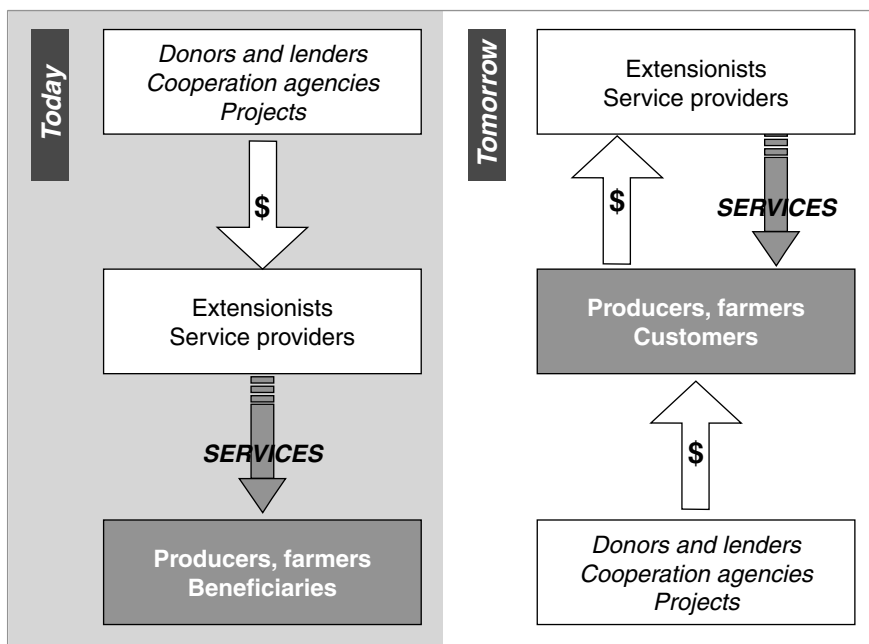 Today
Donors and lenders
Cooperation agencies
Projects
$
Extensionists
Service providers
SERVICES
Producers, farmers
Beneficiaries
Tomorrow
Extensionists
Service providers
$
SERVICES
Producers, farmers
Customers
$
Donors and lenders
Cooperation agencies
Projects